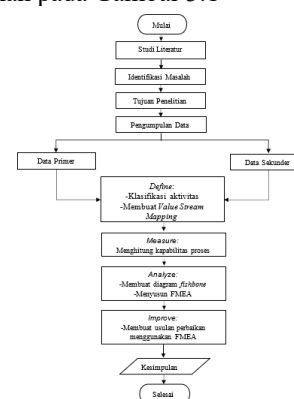 pada Gambar 3.1
Mulai
Studi Literatur
Identifikasi Masalah
Tujuan Penelitian
Pengumpulan Data
Data Primer
Data Sekunder
Define:
-Klasifikasi aktivitas
-Membuat Value Stream
Mapping
Measure:
Menghitung kapabilitas proses
Analyze:
-Membuat diagram fishbone
-Menyusun FMEA
Improve:
-Membuat usulan perbaikan
menggunakan FMEA
Kesimpulan
Selesai